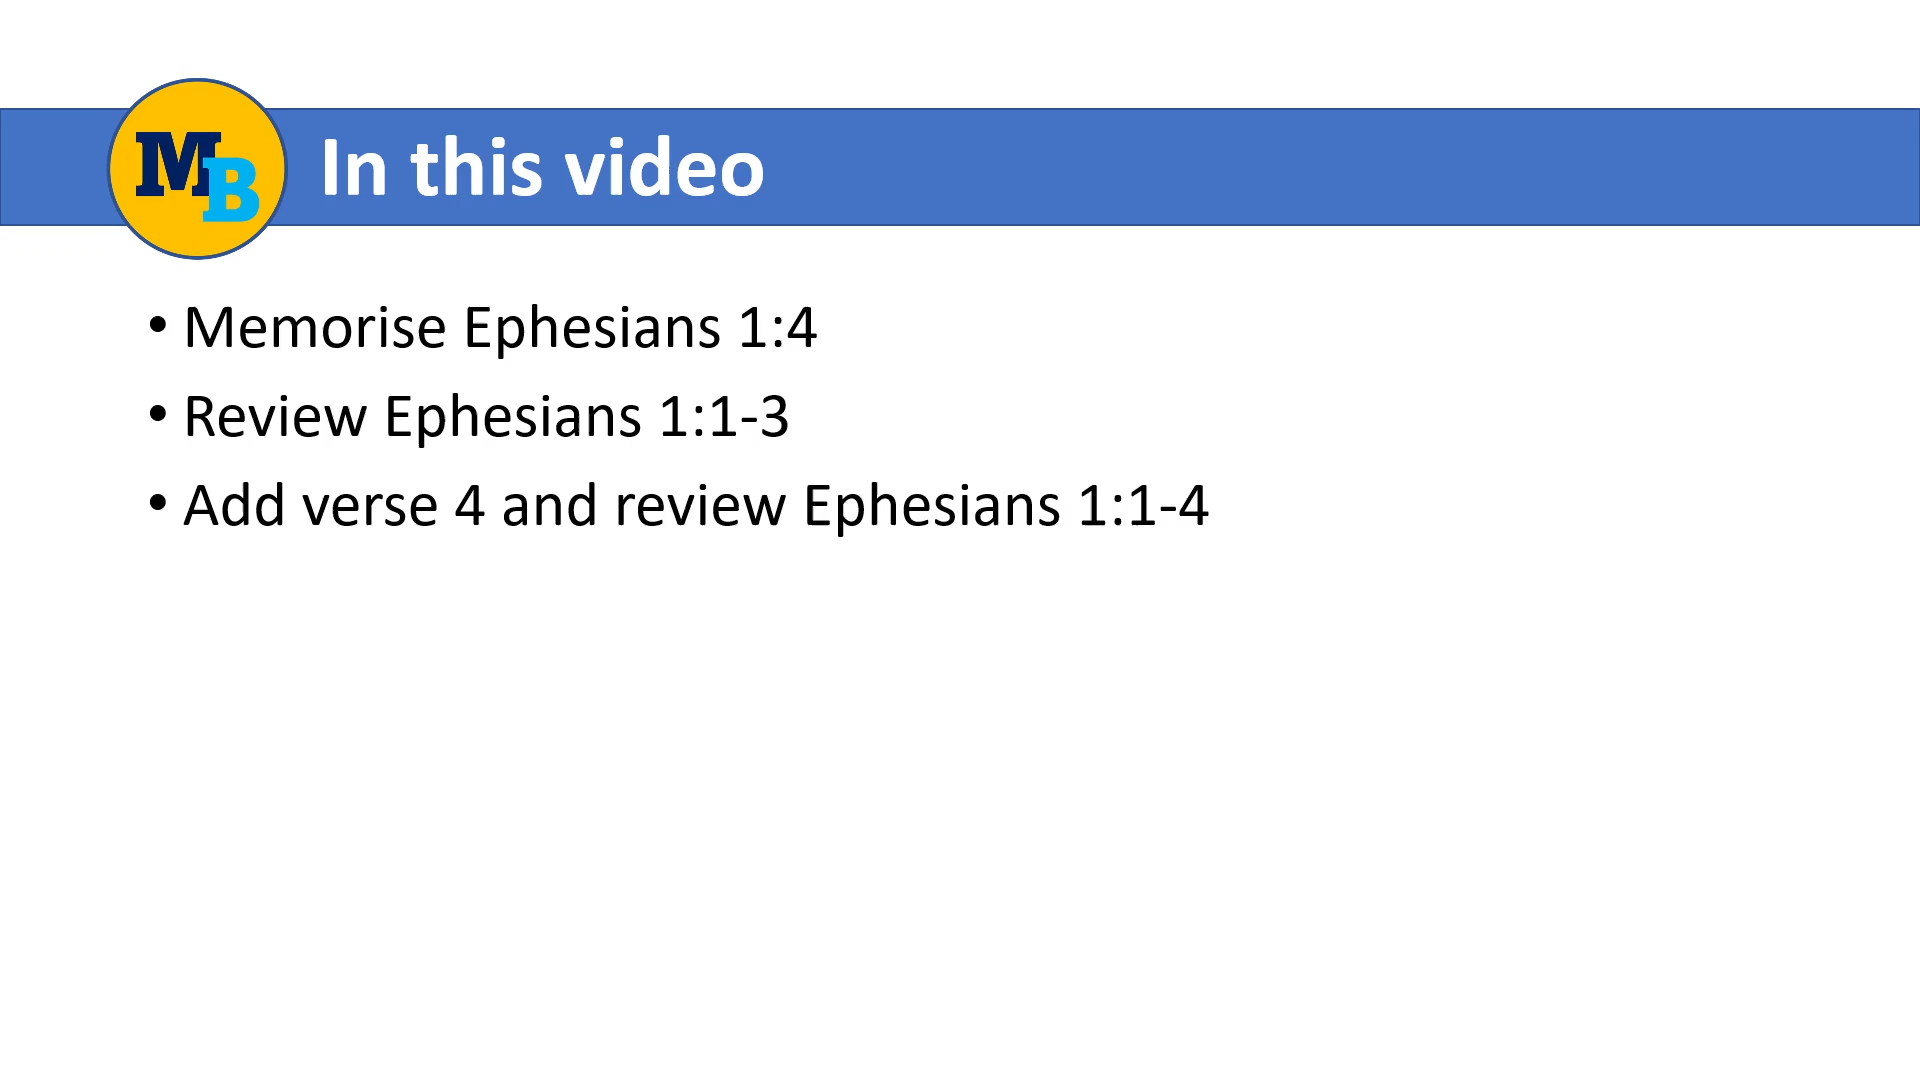 MB
In this video
• Memorise Ephesians 1:4
• Review Ephesians 1:1-3
• Add verse 4 and review Ephesians 1:1-4